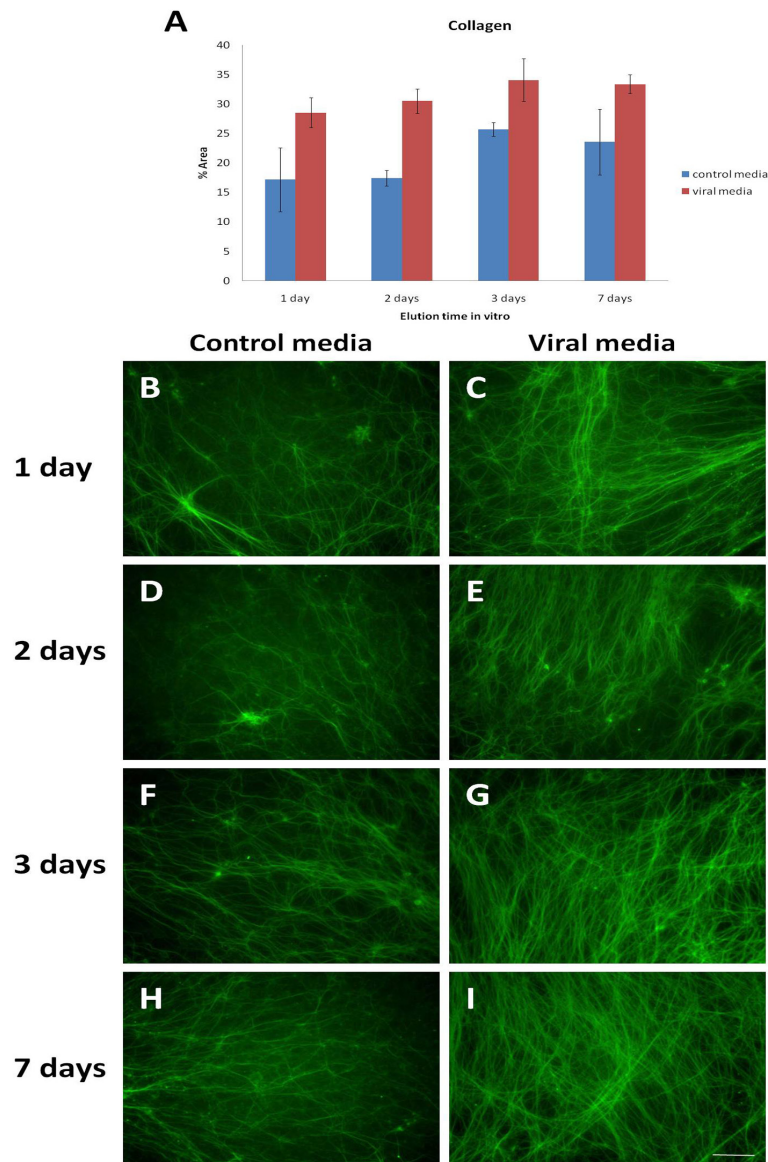 A
Collagen
40
35
30
25
20
15
10
5
0
% Area
1 day 2 days 3 days 7 days
Elution time in vitro
control media
viral media
Control media Viral media
1 day
B C
2 days
D E
3 days
F G
7 days
H I